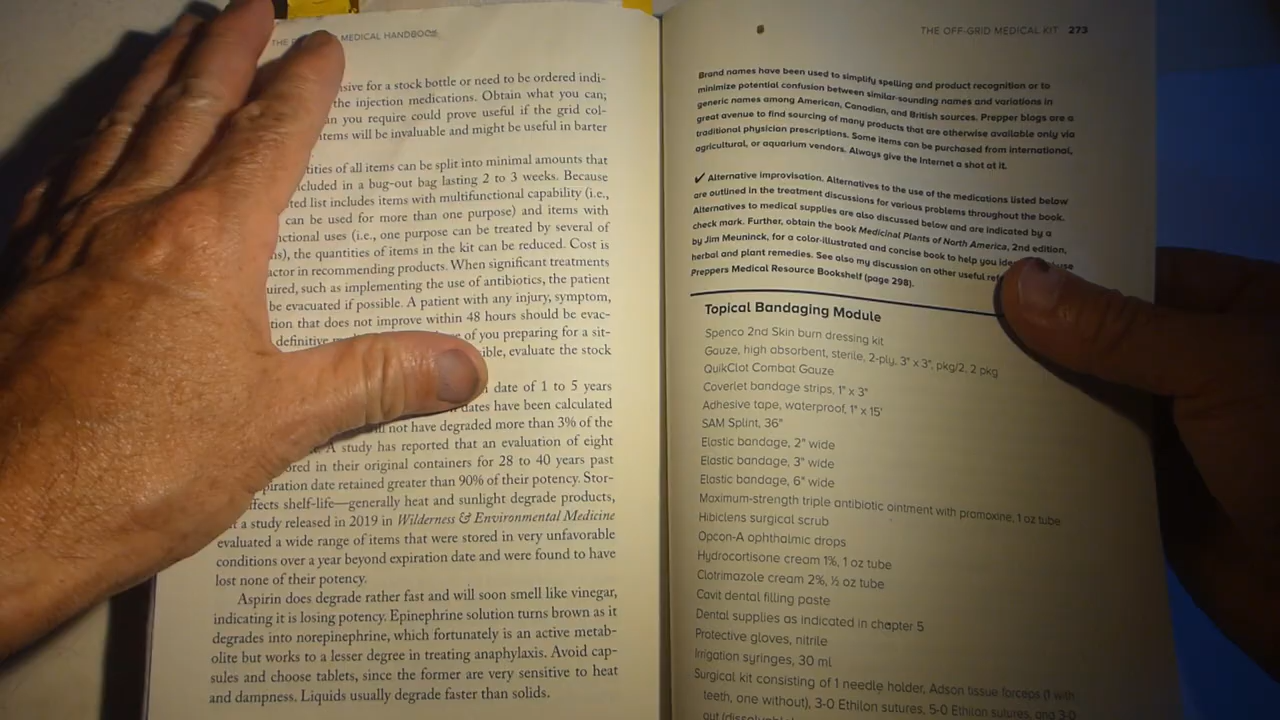 THE MEDICAL HANDBOOK
sive for a stock bottle or need to be ordered indi-
the injection medications. Obtain what you can;
you require could prove useful if the grid col-
items will be invaluable and might be useful in barter
tities of all items can be split into minimal amounts that
cluded in a bug-out bag lasting 2 to 3 weeks. Because
list includes items with multifunctional capability (i.e.,
can be used for more than one purpose) and items with
nctional uses (i.e., one purpose can be treated by several of
the quantities of items in the kit can be reduced. Cost is
actor in recommending products. When significant treatments
uired, such as implementing the use of antibiotics, the patient
be evacuated if possible. A patient with any injury, symptom,
tion that does not improve within 48 hours should be evac-
definitive of you preparing for a sit-
ible, evaluate the stock
date of 1 to 5 years
dates have been calculated
not have degraded more than 3% of the
A study has reported that an evaluation of eight
ored in their original containers for 28 to 40 years past
piration date retained greater than 90% of their potency. Stor-
ffects shelf-life—generally heat and sunlight degrade products,
a study released in 2019 in Wilderness & Environmental Medicine
evaluated a wide range of items that were stored in very unfavorable
conditions over a year beyond expiration date and were found to have
lost none of their potency.
Aspirin does degrade rather fast and will soon smell like vinegar,
indicating it is losing potency. Epinephrine solution turns brown as it
degrades into norepinephrine, which fortunately is an active metab-
olite but works to a lesser degree in treating anaphylaxis. Avoid cap-
sules and choose tablets, since the former are very sensitive to heat
and dampness. Liquids usually degrade faster than solids.
THE OFF-GRID MEDICAL KIT 273
Brand names have been used to simplify spelling and product recognition or to
minimize potential confusion between similar-sounding names and variations in
generic names among American, Canadian, and British sources. Prepper blogs are a
great avenue to find sourcing of many products that are otherwise available only via
traditional physician prescriptions. Some items can be purchased from international,
agricultural, or aquarium vendors. Always give the Internet a shot at it.
✓ Alternative improvisation. Alternatives to the use of the medications listed below
are outlined in the treatment discussions for various problems throughout the book.
Alternatives to medical supplies are also discussed below and are indicated by a
check mark. Further, obtain the book Medicinal Plants of North America, 2nd edition,
by Jim Meuninck, for a color-illustrated and concise book to help you use
herbal and plant remedies. See also my discussion on other useful
Preppers Medical Resource Bookshelf (page 298).
Topical Bandaging Module
Spenco 2nd Skin burn dressing kit
Gauze, high absorbent, sterile, 2-ply, 3" x 3", pkg/2, 2 pkg
QuikClot Combat Gauze
Coverlet bandage strips, 1" x 3"
Adhesive tape, waterproof, 1" x 15'
SAM Splint, 36"
Elastic bandage, 2" wide
Elastic bandage, 3" wide
Elastic bandage, 6" wide
Maximum-strength triple antibiotic ointment with pramoxine, 1 oz tube
Hibiclens surgical scrub
Opcon-A ophthalmic drops
Hydrocortisone cream 1%, 1 oz tube
Clotrimazole cream 2%, ½ oz tube
Cavit dental filling paste
Dental supplies as indicated in chapter 5
Protective gloves, nitrile
Irrigation syringes, 30 ml
Surgical kit consisting of 1 needle holder, Adson tissue forceps (1 with
teeth, one without), 3-0 Ethilon sutures, 5-0 Ethilon sutures, and 3-0